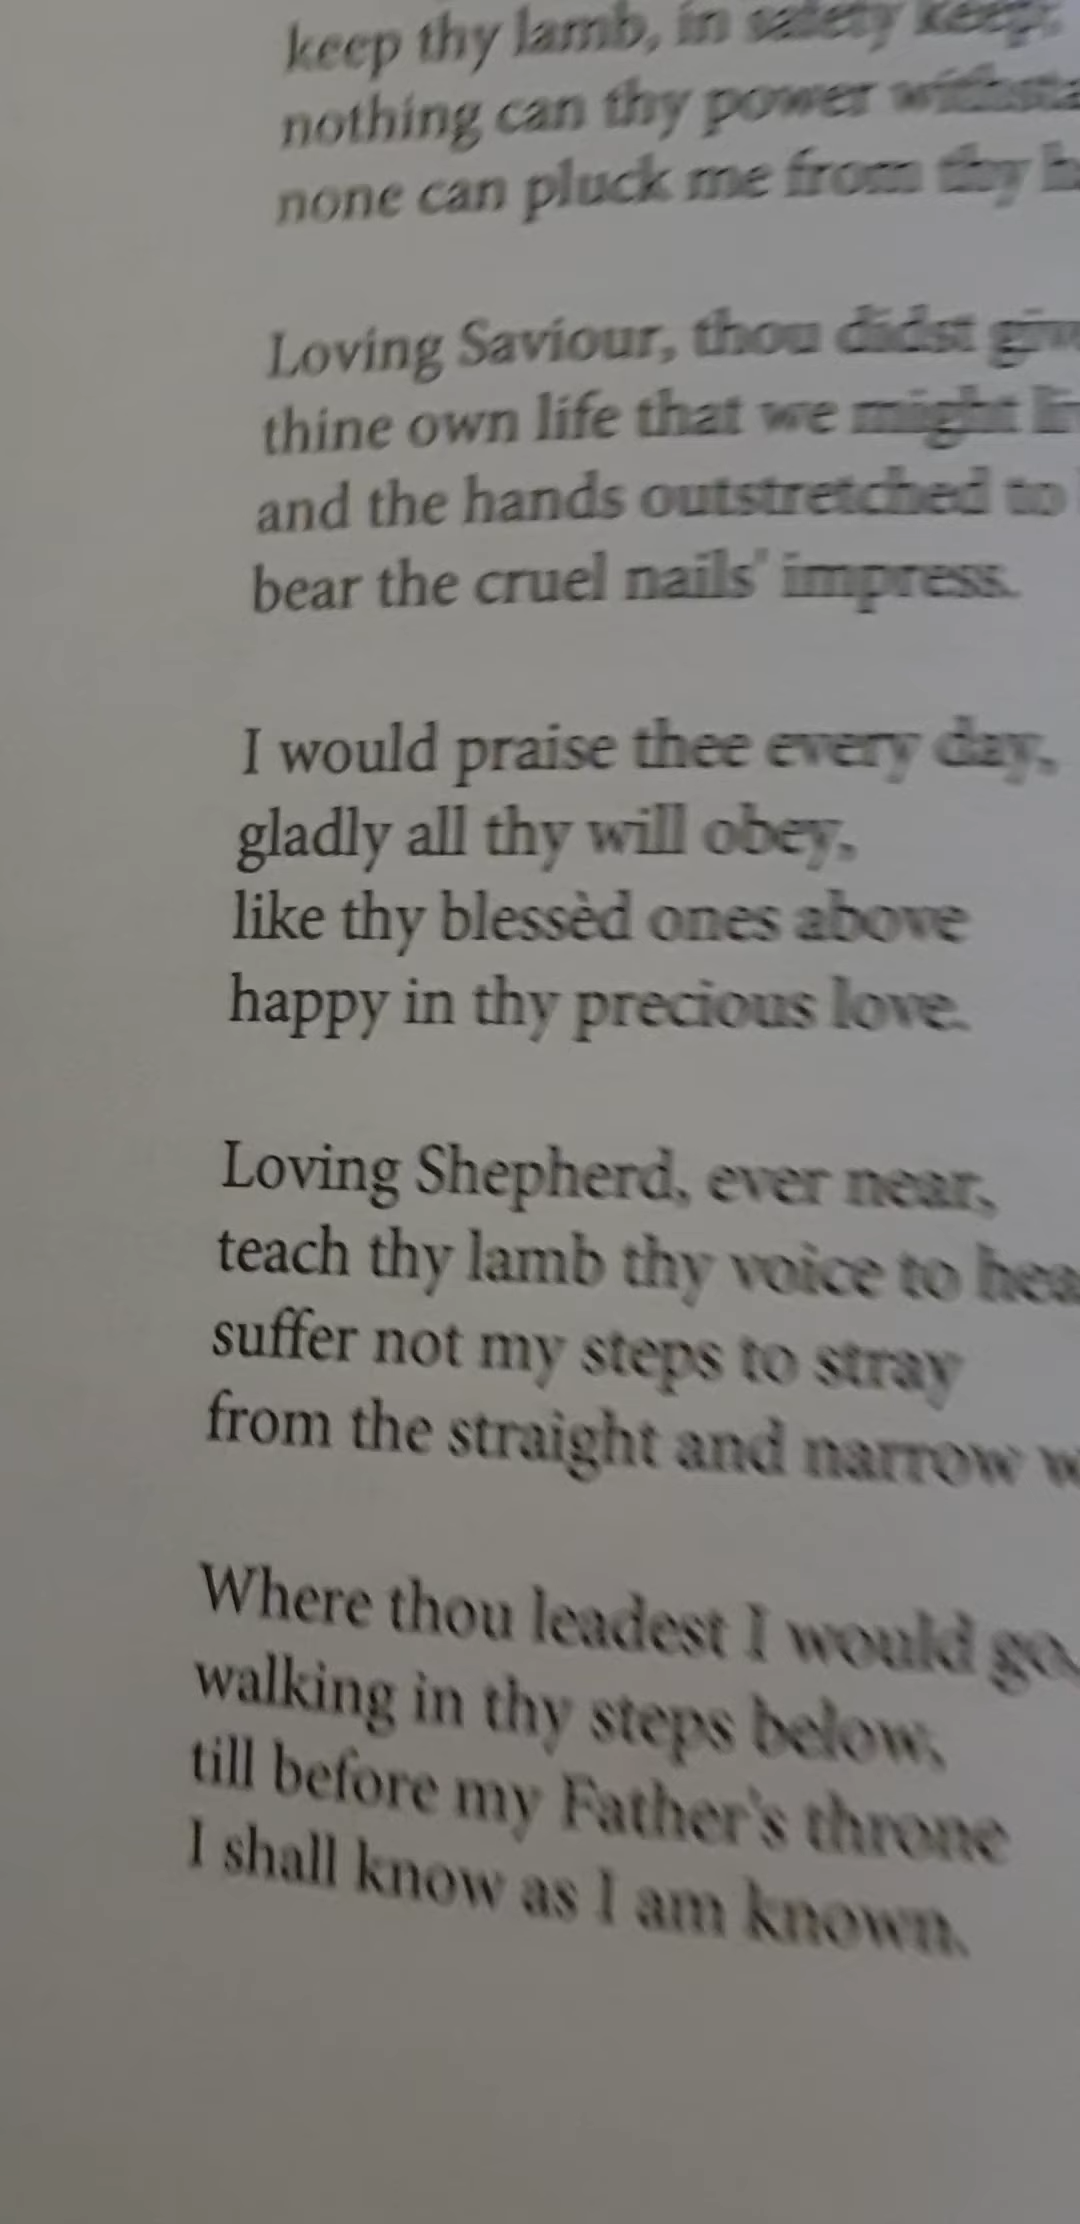 keep thy lamb, in safety keep;
nothing can thy power
none can pluck me from thy

Loving Saviour, thou didst
thine own life that we might
and the hands outstretched to
bear the cruel nails' impress.

I would praise thee every day,
gladly all thy will obey,
like thy blessèd ones above
happy in thy precious love.

Loving Shepherd, ever near,
teach thy lamb thy voice to
suffer not my steps to stray
from the straight and narrow

Where thou leadest I would go,
walking in thy steps below,
till before my Father's throne
I shall know as I am known.